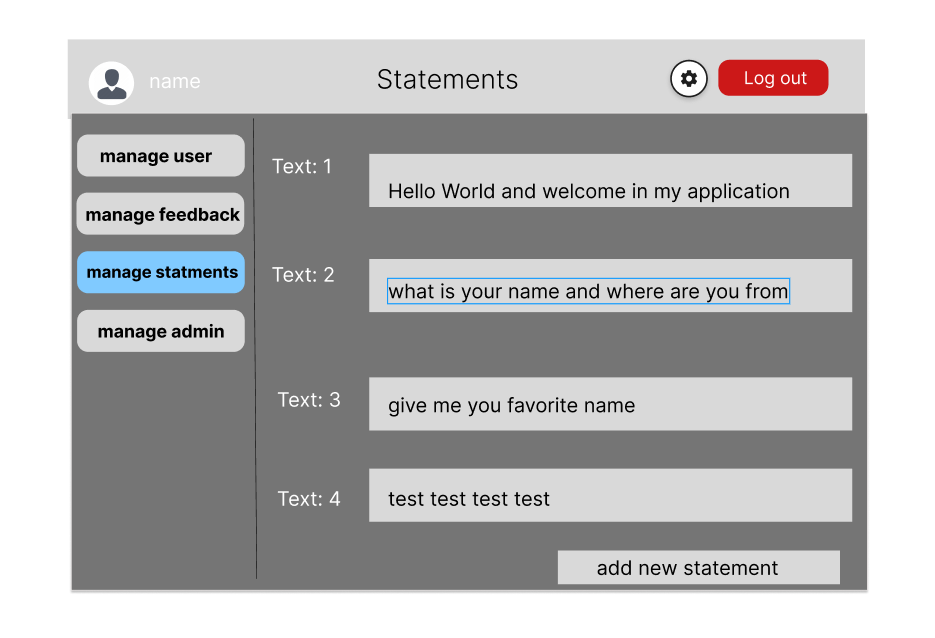 name
Statements
Log out
manage user
manage feedback
manage statments
manage admin
Text: 1
Hello World and welcome in my application
Text: 2
what is your name and where are you from
Text: 3
give me you favorite name
Text: 4
test test test test
add new statement